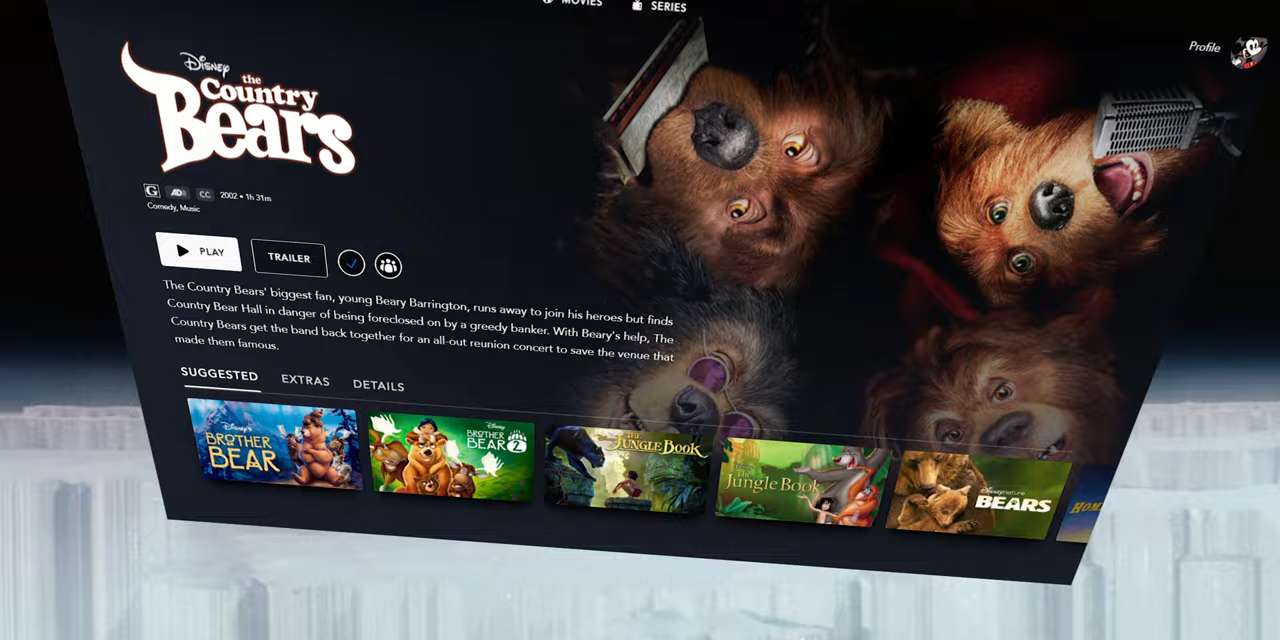 MOVIES
SERIES
Profile
Disney
the
Country
Bears
G AD)) CC 2002 • 1h 31m
Comedy, Music
PLAY
TRAILER
The Country Bears' biggest fan, young Beary Barrington, runs away to join his heroes but finds
Country Bear Hall in danger of being foreclosed on by a greedy banker. With Beary's help, The
Country Bears get the band back together for an all-out reunion concert to save the venue that
made them famous.
SUGGESTED
EXTRAS
DETAILS
Disney's
BROTHER
BEAR
Disney
BROTHER
BEAR 2
THE
JUNGLE BOOK
The
Jungle Book
Disneynature
BEARS